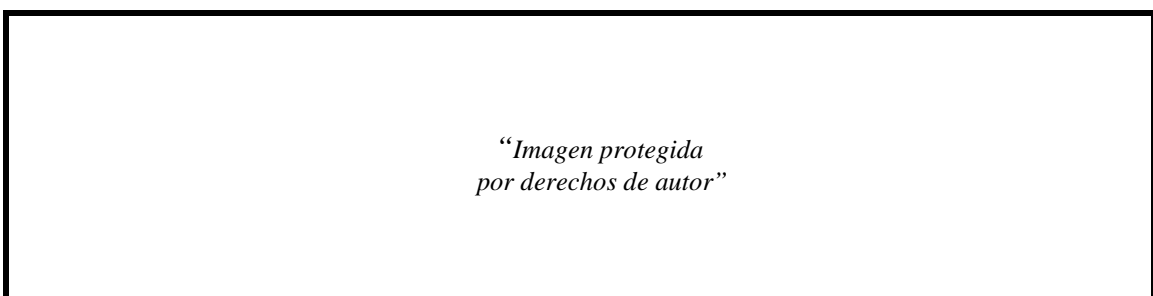 “Imagen protegida
por derechos de autor”